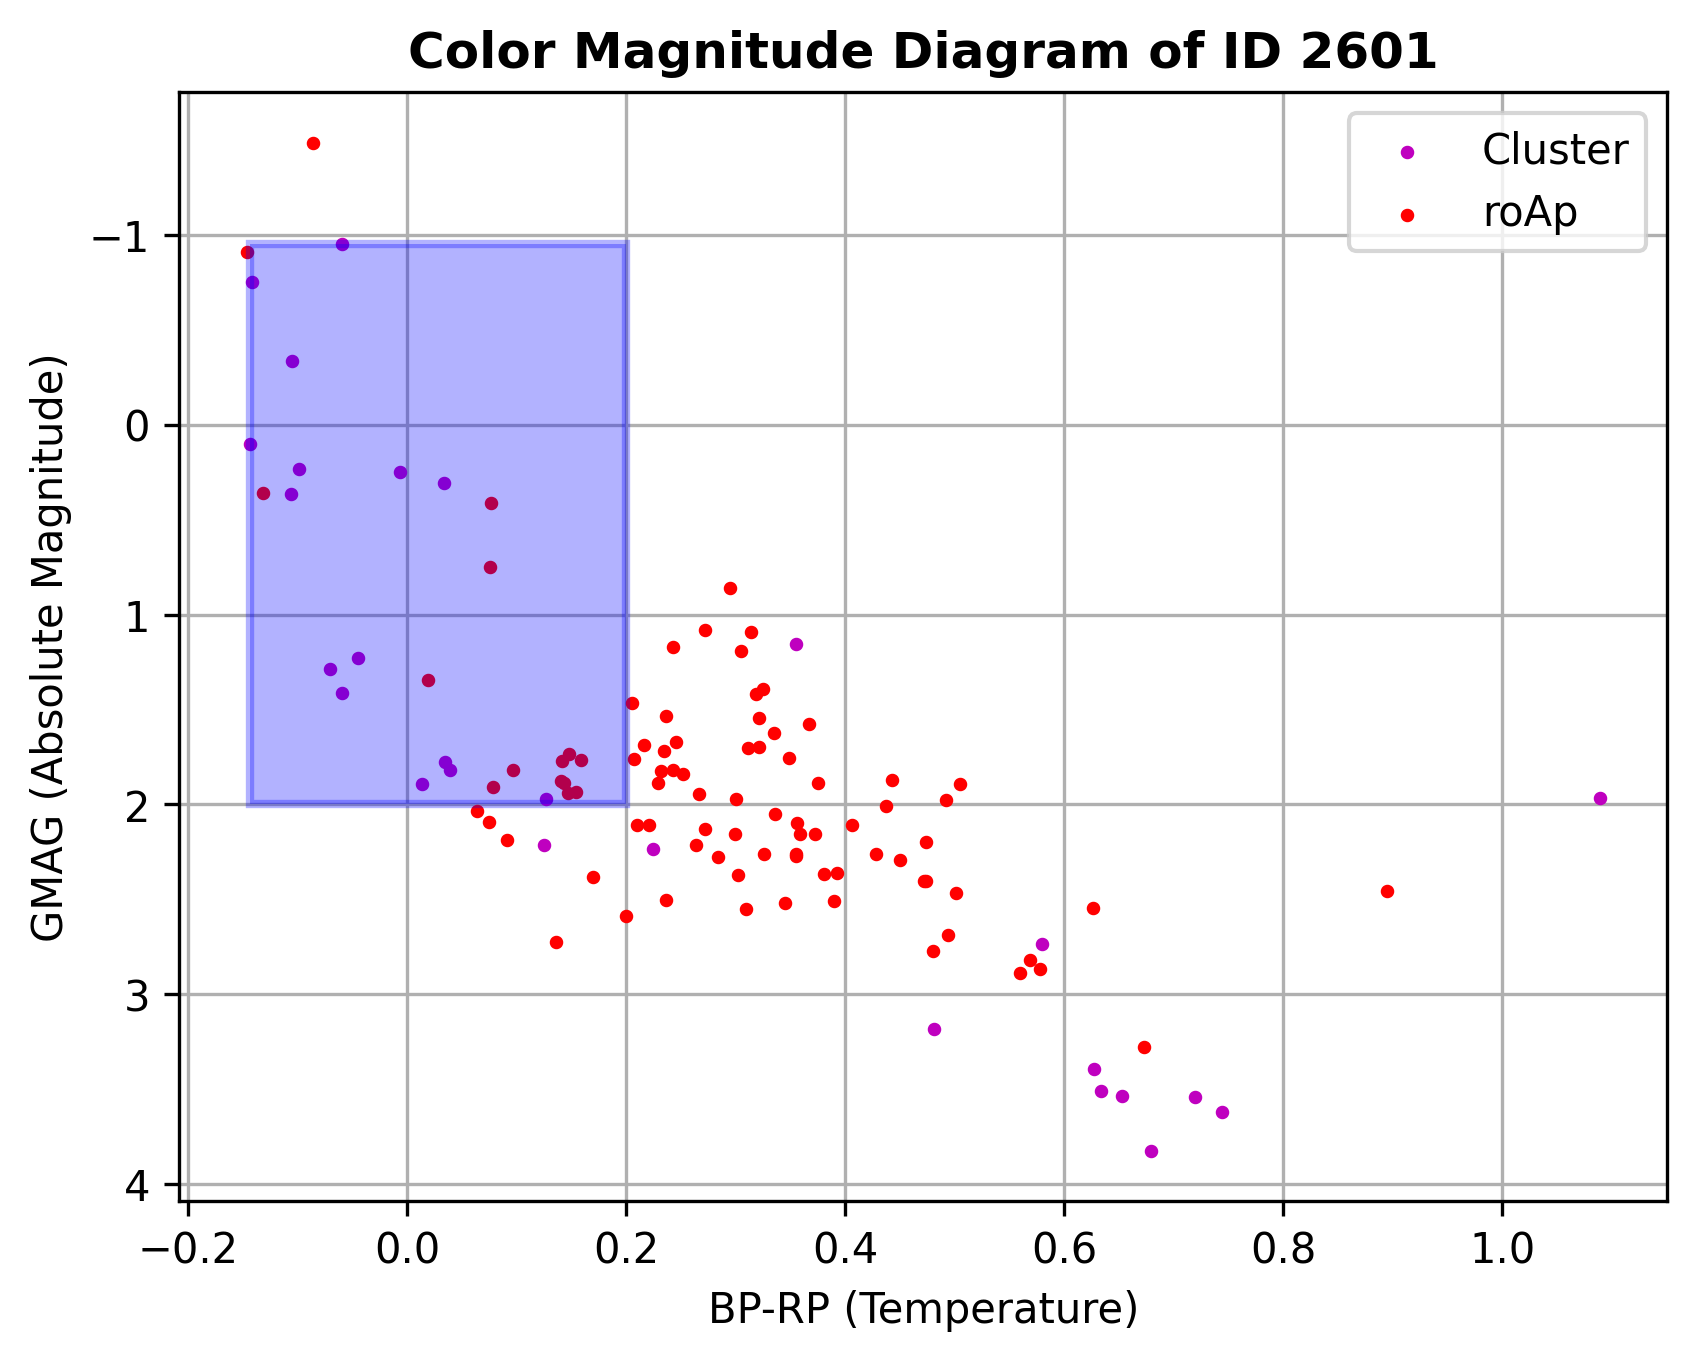 Color Magnitude Diagram of ID 2601
Cluster
roAp
GMAG (Absolute Magnitude)
−1
0
1
2
3
4
−0.2 0.0 0.2 0.4 0.6 0.8 1.0
BP-RP (Temperature)